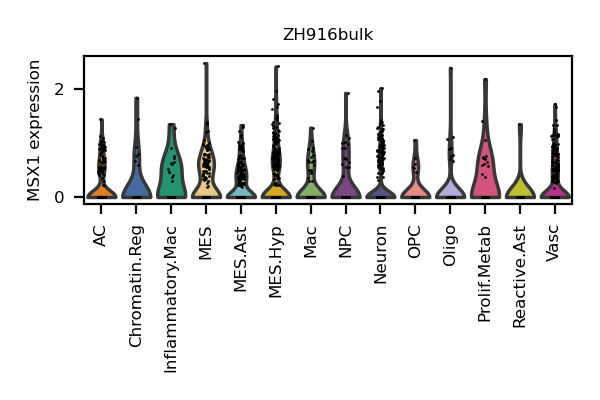 ZH916bulk
MSX1 expression
2
0
AC
Chromatin.Reg
Inflammatory.Mac
MES
MES.Ast
MES.Hyp
Mac
NPC
Neuron
OPC
Oligo
Prolif.Metab
Reactive.Ast
Vasc